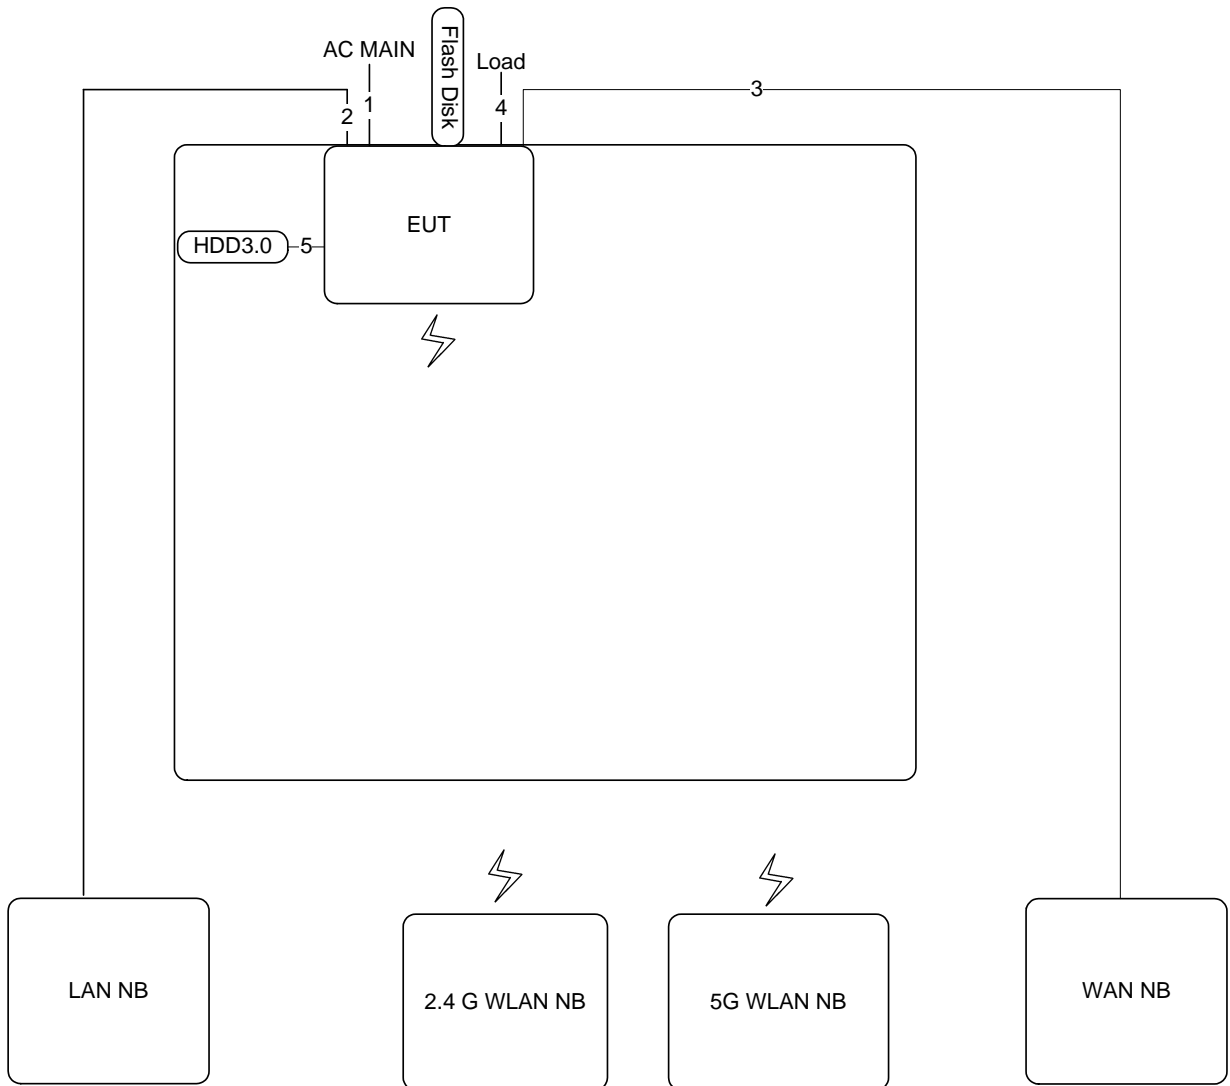 AC MAIN
Flash Disk
Load
3
2
1
4
EUT
HDD3.0
5
LAN NB
2.4 G WLAN NB
5G WLAN NB
WAN NB